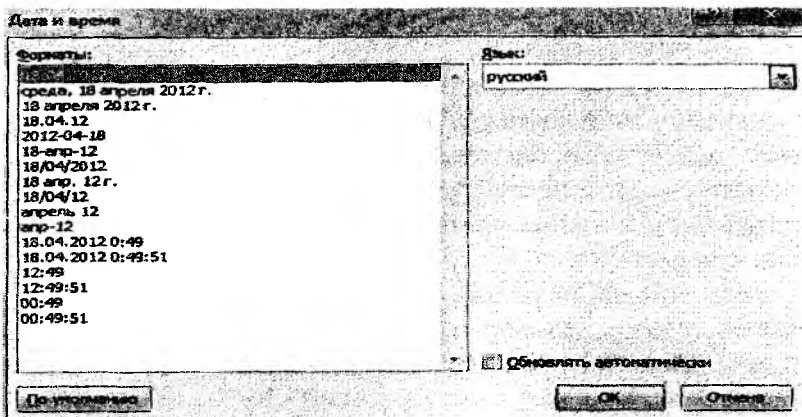 Дата и время
Форматы:
среда, 18 апреля 2012 г.
18 апреля 2012 г.
18.04.12
2012-04-18
18-апр-12
18/04/2012
18 апр. 12 г.
18/04/12
апрель 12
апр-12
18.04.2012 0:49
18.04.2012 0:49:51
12:49
12:49:51
00:49
00:49:51
Язык:
русский
Обновлять автоматически
По умолчанию
ОК
Отмена